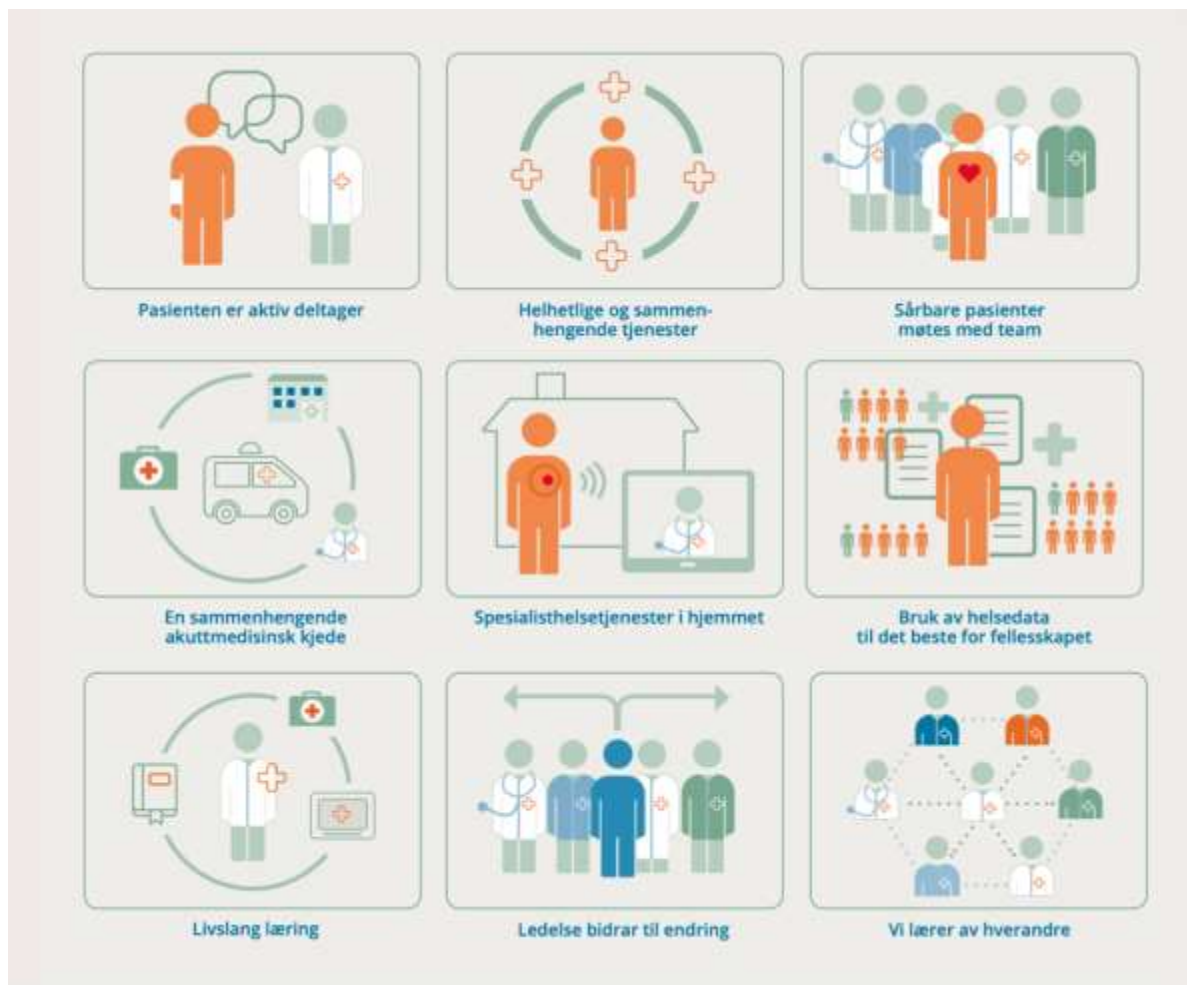 Pasienten er aktiv deltager
Helhetlige og sammen-
hengende tjenester
Sårbare pasienter
møtes med team
En sammenhengende
akuttmedisinsk kjede
Spesialisthelsetjenester i hjemmet
Bruk av helsedata
til det beste for fellesskapet
Livslang læring
Ledelse bidrar til endring
Vi lærer av hverandre